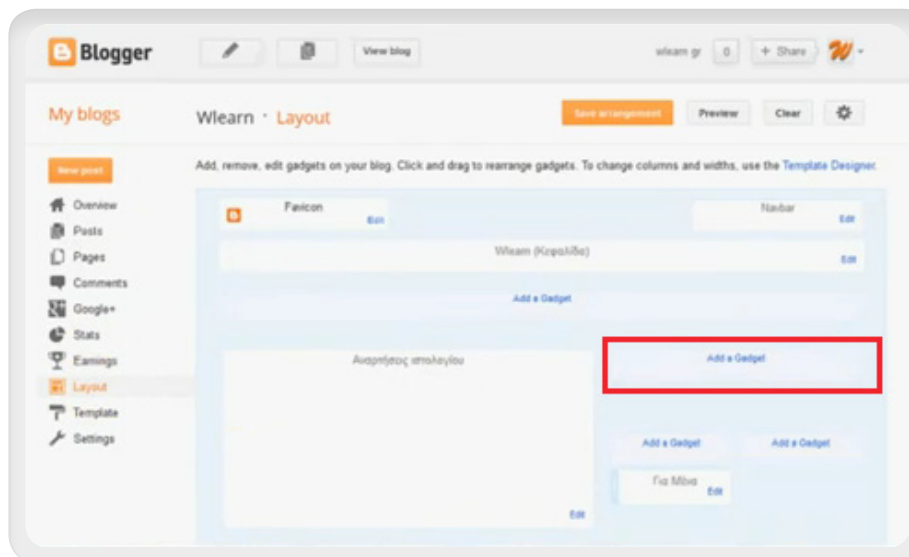 Blogger
View blog
wlearn gr
0
+ Share
My blogs
Wlearn · Layout
Save arrangement
Preview
Clear
New post
Add, remove, edit gadgets on your blog. Click and drag to rearrange gadgets. To change columns and widths, use the Template Designer.
Overview
Posts
Pages
Comments
Google+
Stats
Earnings
Layout
Template
Settings
Favicon
Edit
Navbar
Edit
Wlearn (Κεφαλίδα)
Edit
Add a Gadget
Αναρτήσεις ιστολογίου
Edit
Add a Gadget
Add a Gadget
Add a Gadget
Για Μένα
Edit